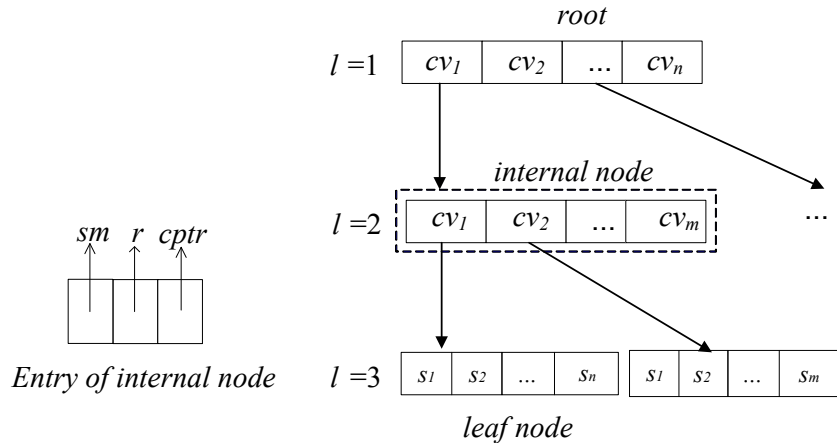 root
l =1 cv1 cv2 ... cvn
internal node
l =2 cv1 cv2 ... cvm ...
sm r cptr
Entry of internal node
l =3 s1 s2 ... sn s1 s2 ... sm
leaf node